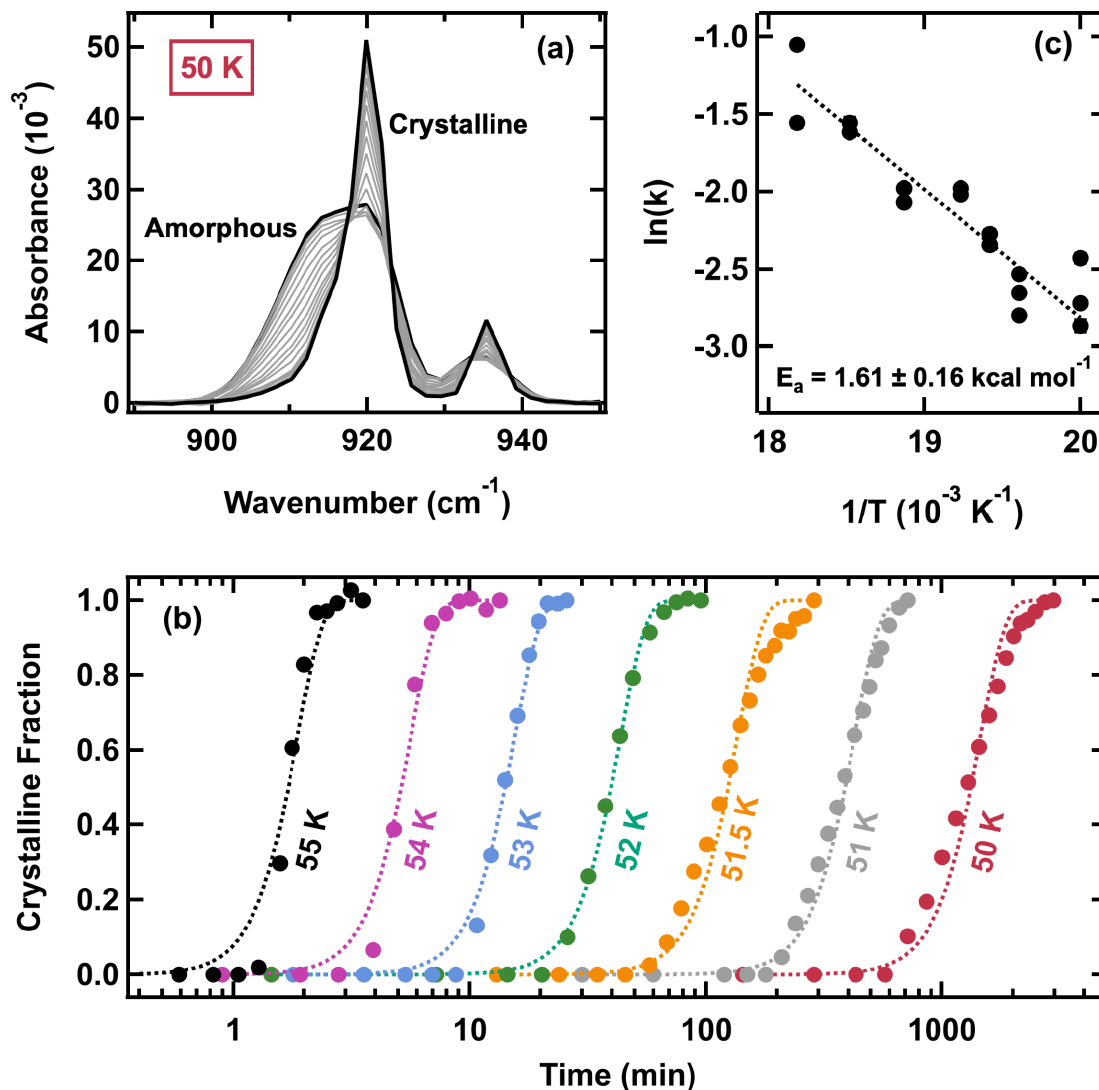 (a)
50 K
Crystalline
Amorphous
Absorbance (10⁻³)
50
40
30
20
10
0
900
920
940
Wavenumber (cm⁻¹)
(c)
ln(k)
-1.0
-1.5
-2.0
-2.5
-3.0
Eₐ = 1.61 ± 0.16 kcal mol⁻¹
18
19
20
1/T (10⁻³ K⁻¹)
(b)
Crystalline Fraction
1.0
0.8
0.6
0.4
0.2
0.0
55 K
54 K
53 K
52 K
51.5 K
51 K
50 K
1
10
100
1000
Time (min)